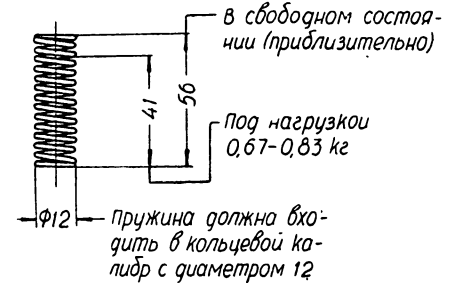 В свободном состоя-
нии (приблизительно)
41
56
Под нагрузкой
0,67-0,83 кг
Ф12
Пружина должна вхо-
дить в кольцевой ка-
либр с диаметром 12